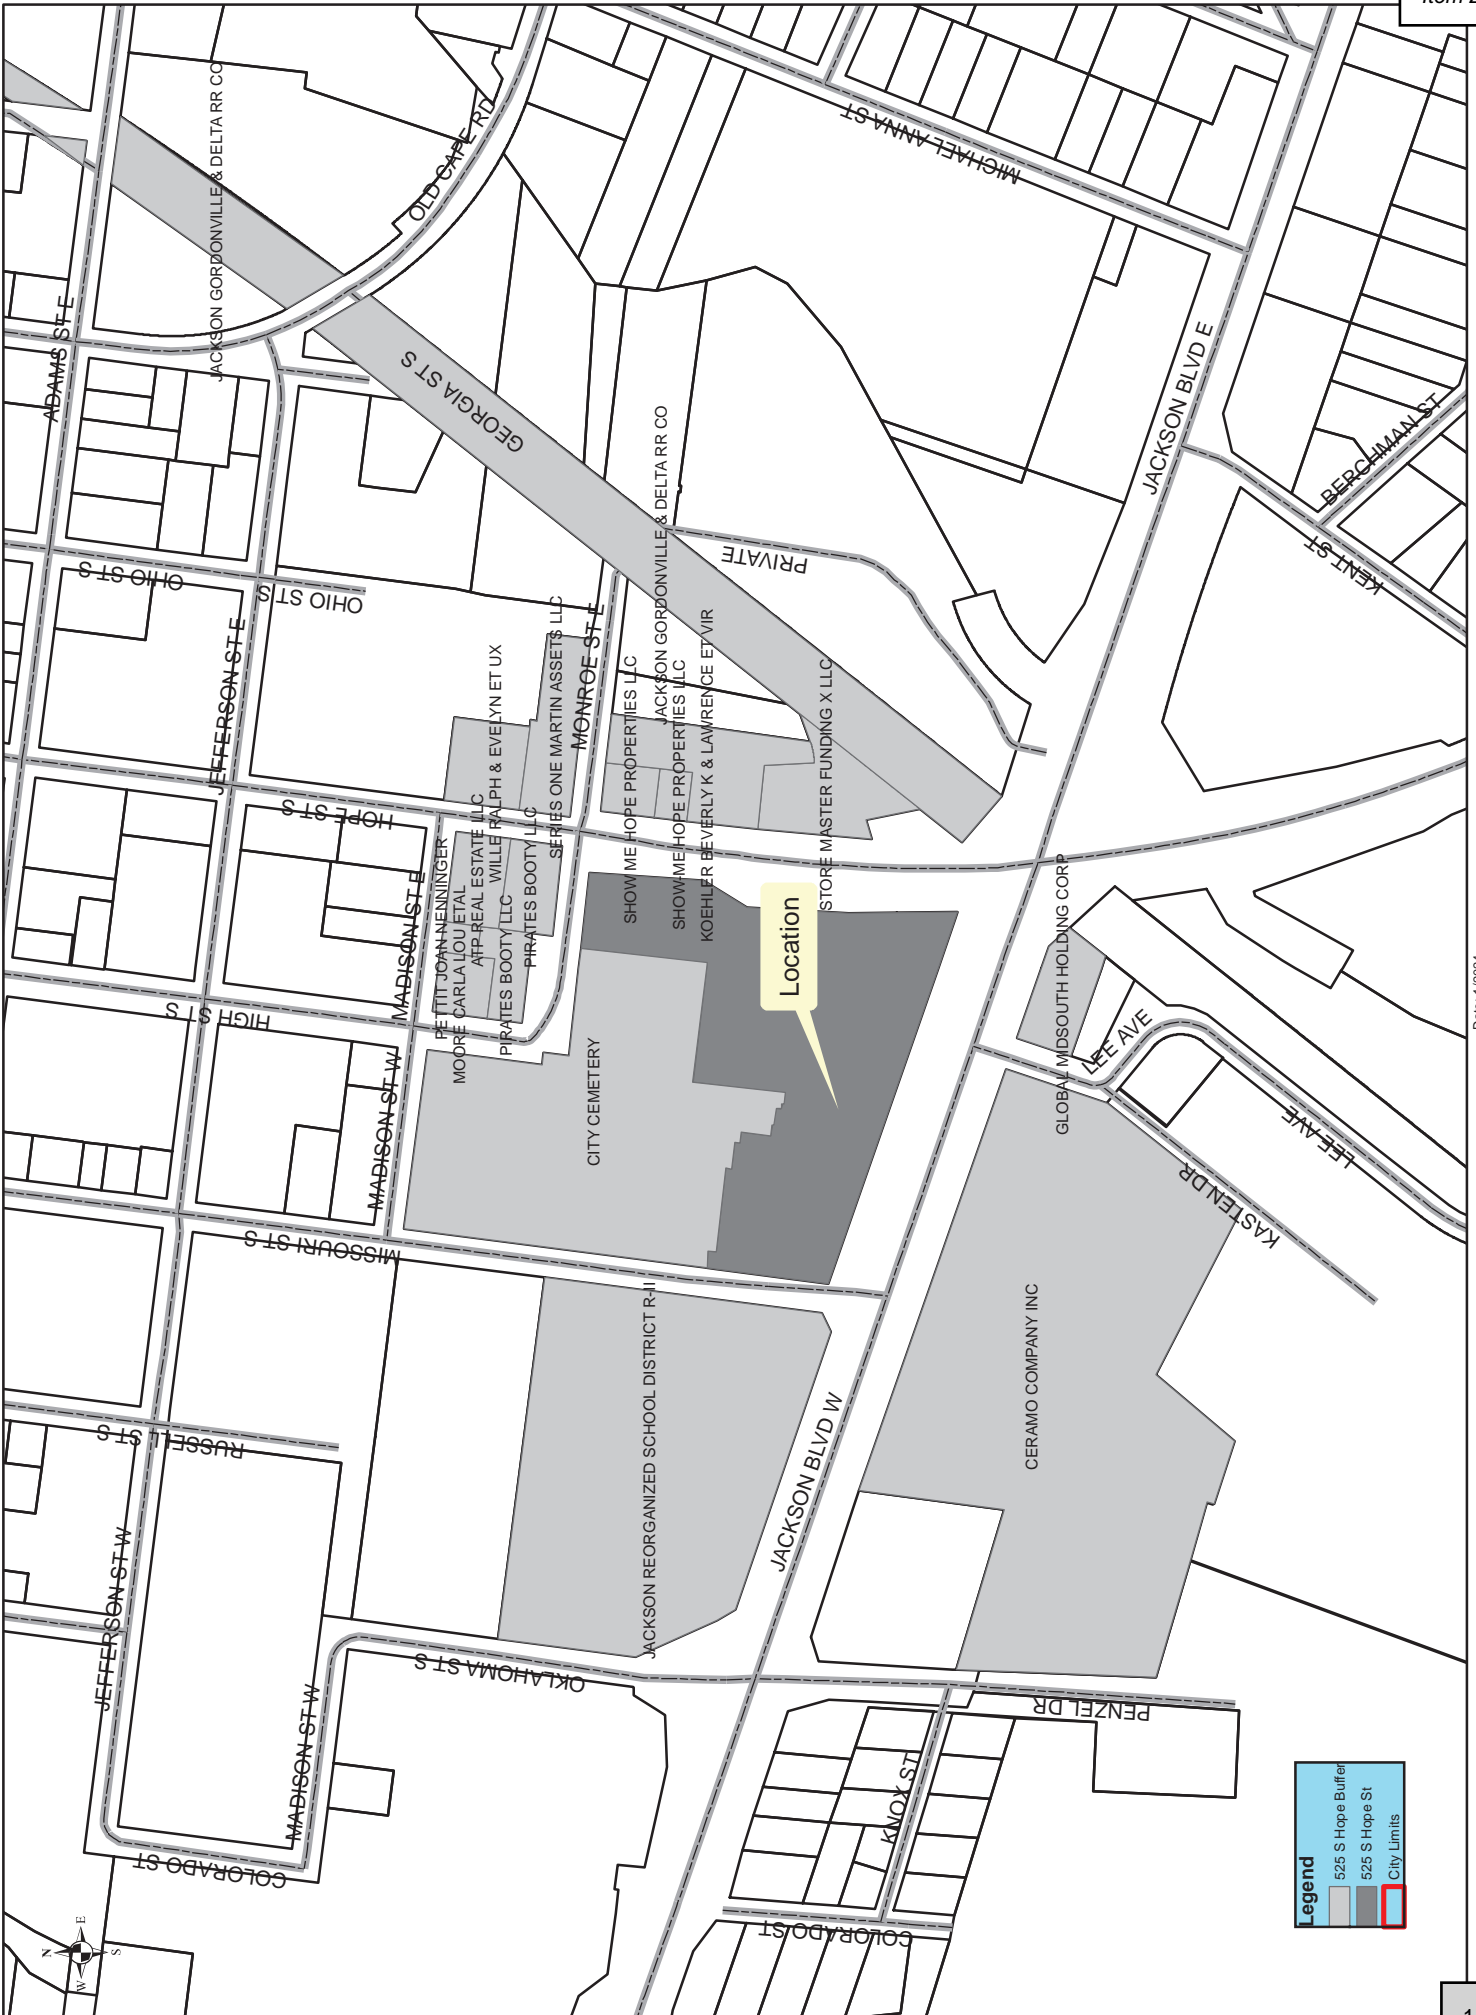 Item 2
ADAMS ST E
JACKSON GORDONVILLE & DELTA RR CO
OLD CAPE RD
MICHAEL ANNA ST
GEORGIA ST S
JACKSON BLVD E
BERCHMAN ST
KENT ST
PRIVATE
OHIO ST S
OHIO ST S
JEFFERSON ST E
HOPE ST S
MONROE ST E
JACKSON GORDONVILLE & DELTA RR CO
SERIES ONE MARTIN ASSETS LLC
WILLE RALPH & EVELYN ET UX
ATP REAL ESTATE LLC
PIRATES BOOTY LLC
PIRATES BOOTY LLC
PETTIT JOAN NENNINGER
MOORE CARLA LOU ETAL
SHOW ME HOPE PROPERTIES LLC
SHOW-ME HOPE PROPERTIES LLC
KOEHLER BEVERLY K & LAWRENCE ET VIR
STORE MASTER FUNDING X LLC
GLOBAL MIDSOUTH HOLDING CORP
Location
CITY CEMETERY
MADISON ST E
HIGH ST S
MADISON ST W
MISSOURI ST S
LEE AVE
LEE AVE
KASTEN DR
CERAMO COMPANY INC
JACKSON REORGANIZED SCHOOL DISTRICT R-II
JACKSON BLVD W
RUSSELL ST S
JEFFERSON ST W
OKLAHOMA ST S
MADISON ST W
COLORADO ST
PENZEL DR
KNOX ST
COLORADO ST
N
E
S
W
Legend
525 S Hope Buffer
525 S Hope St
City Limits